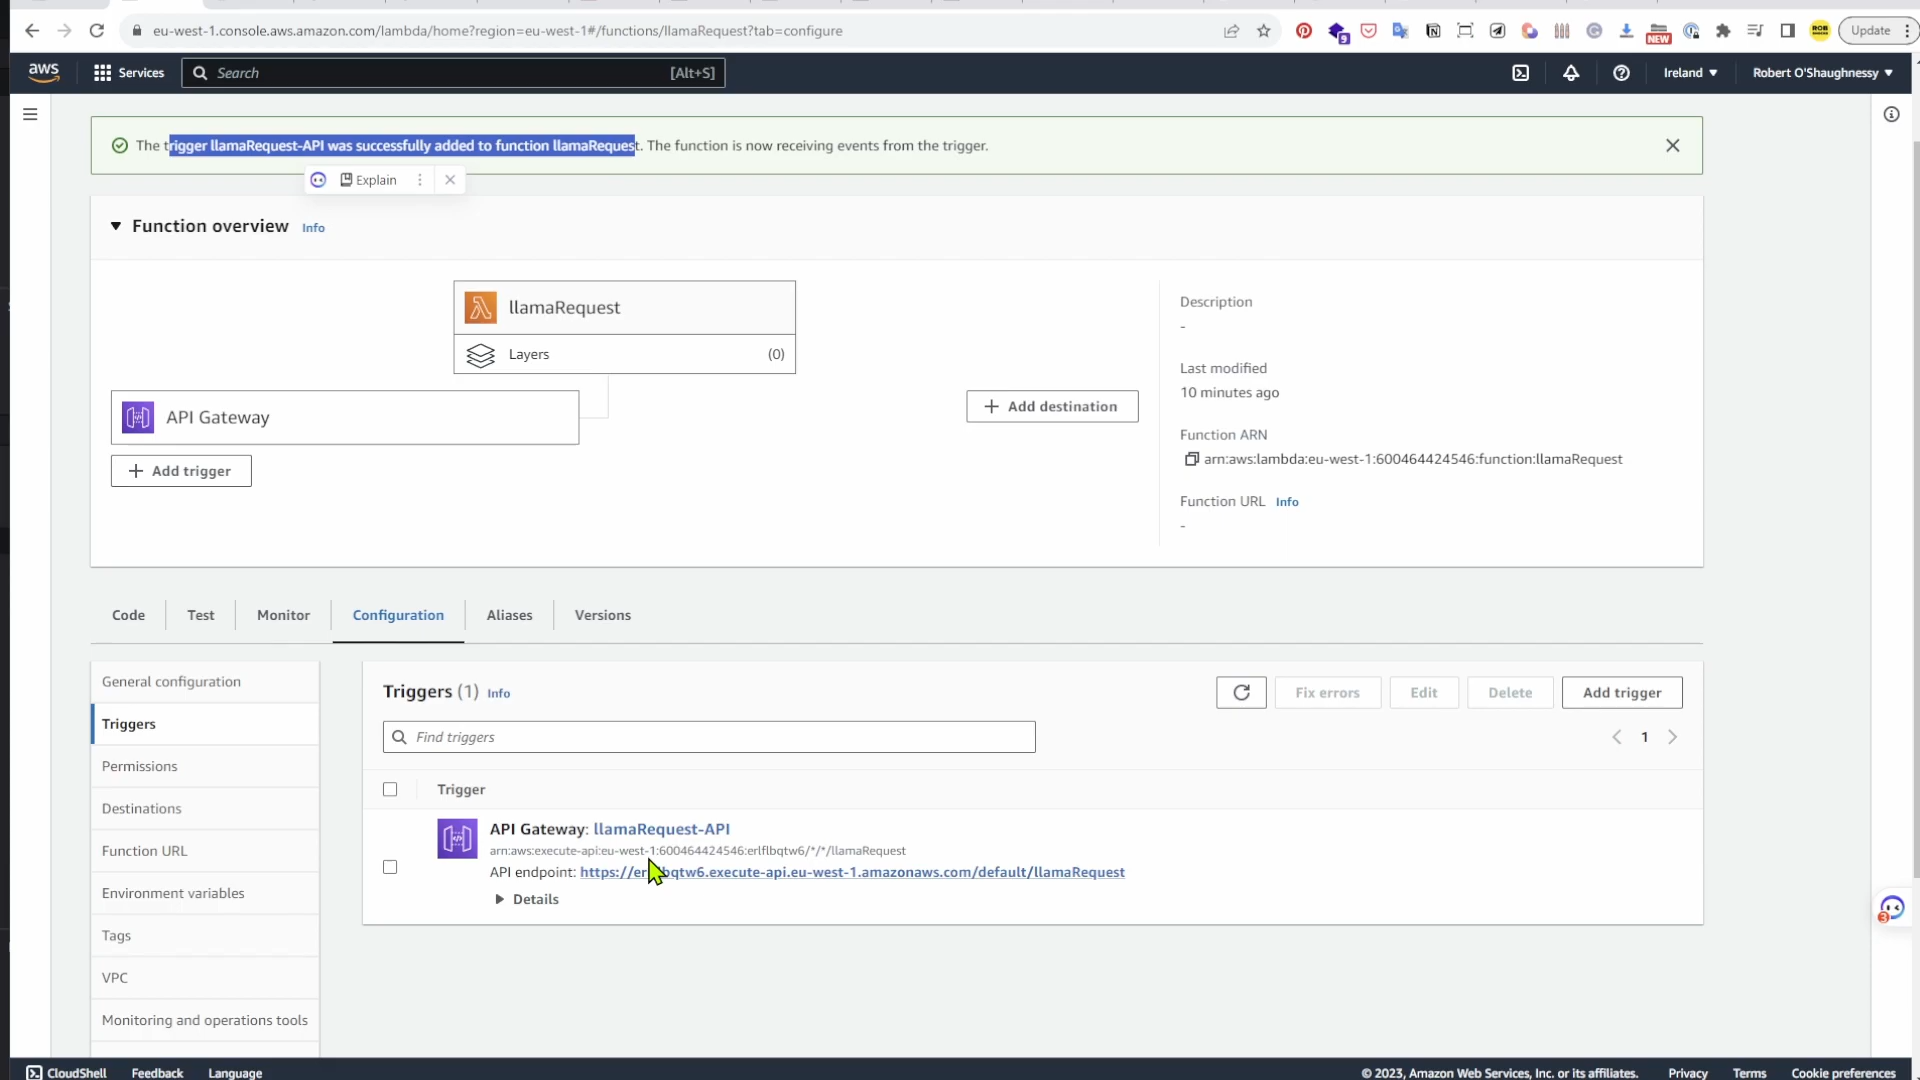 eu-west-1.console.aws.amazon.com/lambda/home?region=eu-west-1#/functions/llamaRequest?tab=configure
9
NEW
Update
aws
Services
Search
[Alt+S]
Ireland ▼
Robert O'Shaughnessy ▼
The trigger llamaRequest-API was successfully added to function llamaRequest. The function is now receiving events from the trigger.
Explain
Function overview Info
llamaRequest
Layers
(0)
API Gateway
+ Add trigger
+ Add destination
Description
-
Last modified
10 minutes ago
Function ARN
arn:aws:lambda:eu-west-1:600464424546:function:llamaRequest
Function URL Info
-
Code
Test
Monitor
Configuration
Aliases
Versions
General configuration
Triggers
Permissions
Destinations
Function URL
Environment variables
Tags
VPC
Monitoring and operations tools
Triggers (1) Info
Fix errors
Edit
Delete
Add trigger
Find triggers
1
Trigger
API Gateway: llamaRequest-API
arn:aws:execute-api:eu-west-1:600464424546:erlflbqtw6/*/*/llamaRequest
API endpoint: https://erlflbqtw6.execute-api.eu-west-1.amazonaws.com/default/llamaRequest
Details
3
CloudShell
Feedback
Language
© 2023, Amazon Web Services, Inc. or its affiliates.
Privacy
Terms
Cookie preferences